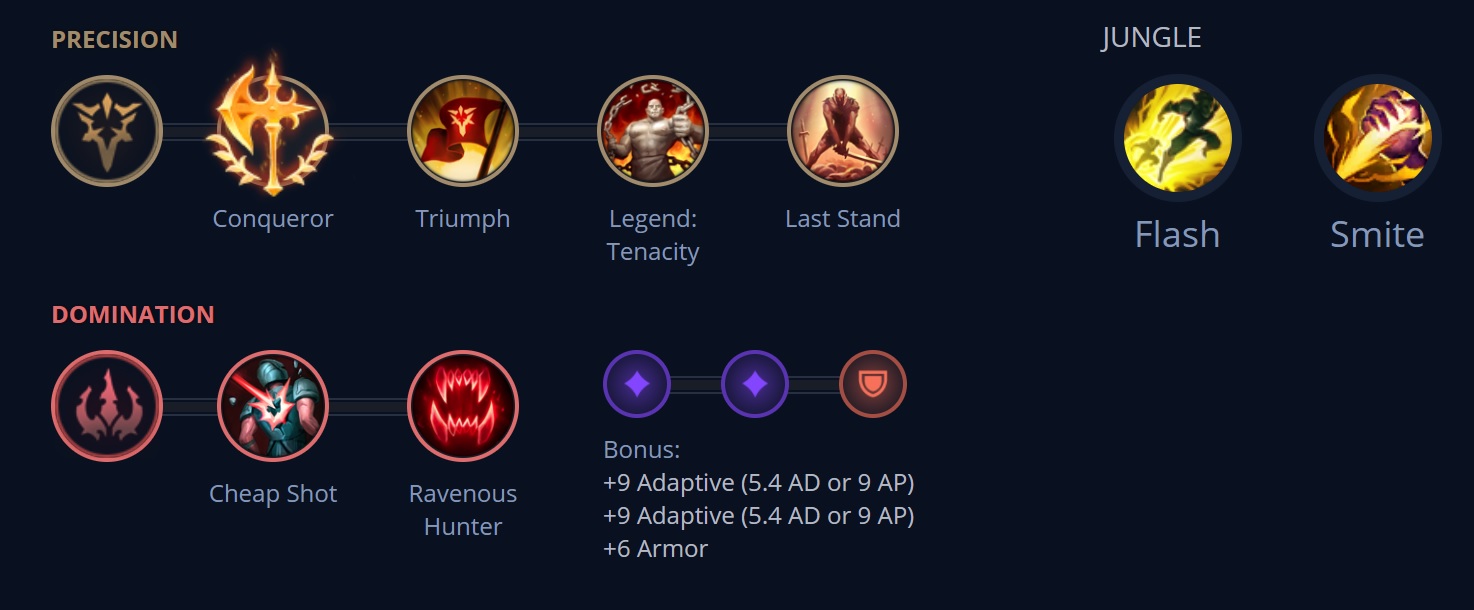 PRECISION
JUNGLE
Conqueror
Triumph
Legend:
Tenacity
Last Stand
Flash
Smite
DOMINATION
Cheap Shot
Ravenous
Hunter
Bonus:
+9 Adaptive (5.4 AD or 9 AP)
+9 Adaptive (5.4 AD or 9 AP)
+6 Armor